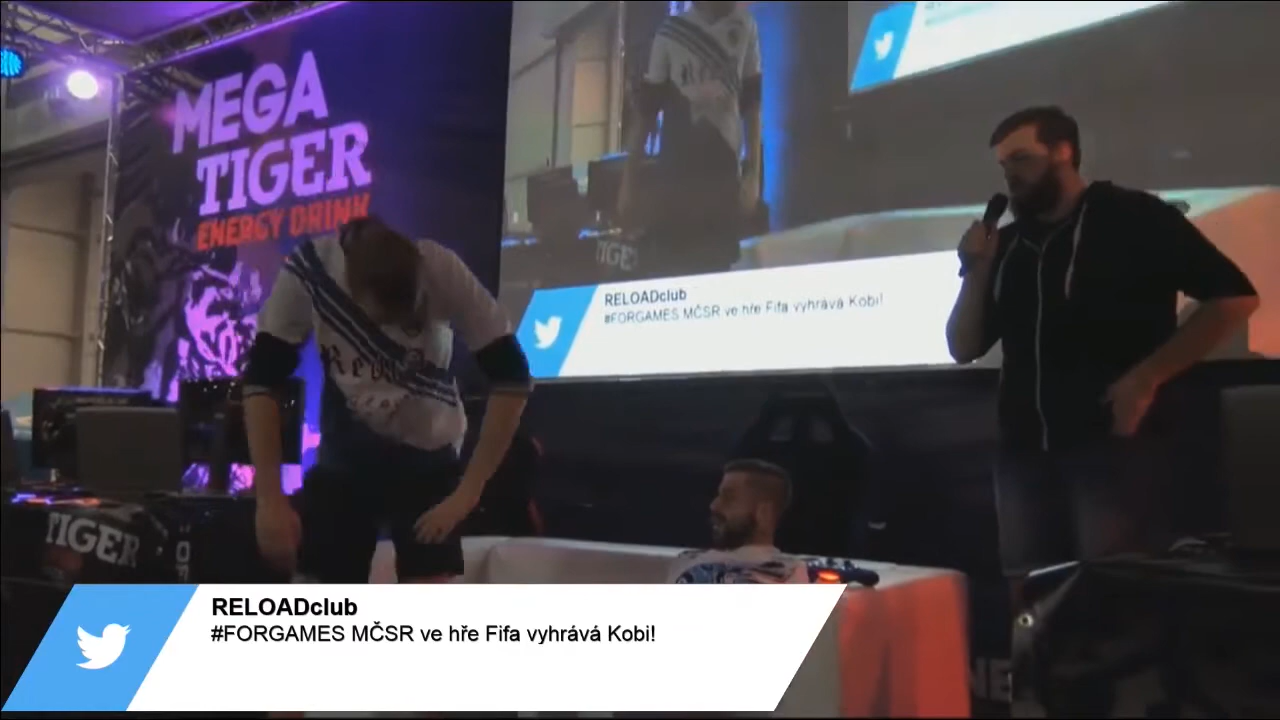 MEGA
TIGER
ENERGY DRINK
TIGER
RELOADclub
#FORGAMES MČSR ve hře Fifa vyhrává Kobi!
TIGER
RELOADclub
#FORGAMES MČSR ve hře Fifa vyhrává Kobi!